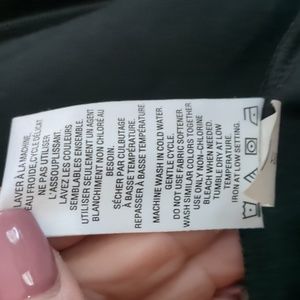 LAVER À LA MACHINE,
EAU FROIDE, CYCLE DÉLICAT.
NE PAS UTILISER
D'ASSOUPLISSANT.
LAVEZ LES COULEURS
SEMBLABLES ENSEMBLE
UTILISER SEULEMENT UN AGENT
BLANCHIMENT NON CHLORÉ AU
BESOIN.
SÉCHER PAR CULBUTAGE
À BASSE TEMPÉRATURE.
REPASSER À BASSE TEMPÉRATURE
MACHINE WASH IN COLD WATER.
GENTLE CYCLE.
DO NOT USE FABRIC SOFTENER
WASH SIMILAR COLORS TOGETHER
USE ONLY NON-CHLORINE
BLEACH WHEN NEEDED.
TUMBLE DRY AT LOW
TEMPERATURE.
IRON AT LOW SETTING.